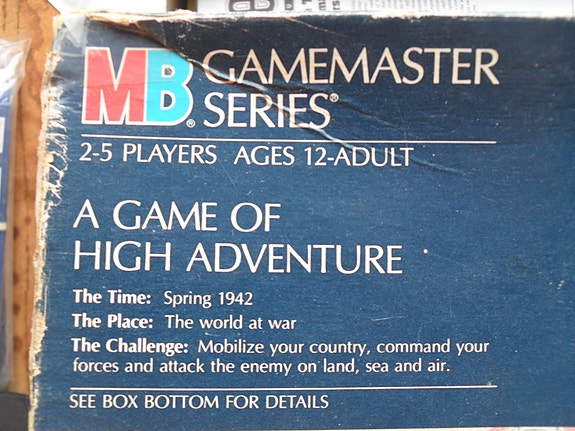 MB® GAMEMASTER
SERIES®
2-5 PLAYERS AGES 12-ADULT
A GAME OF
HIGH ADVENTURE
The Time: Spring 1942
The Place: The world at war
The Challenge: Mobilize your country, command your
forces and attack the enemy on land, sea and air.
SEE BOX BOTTOM FOR DETAILS